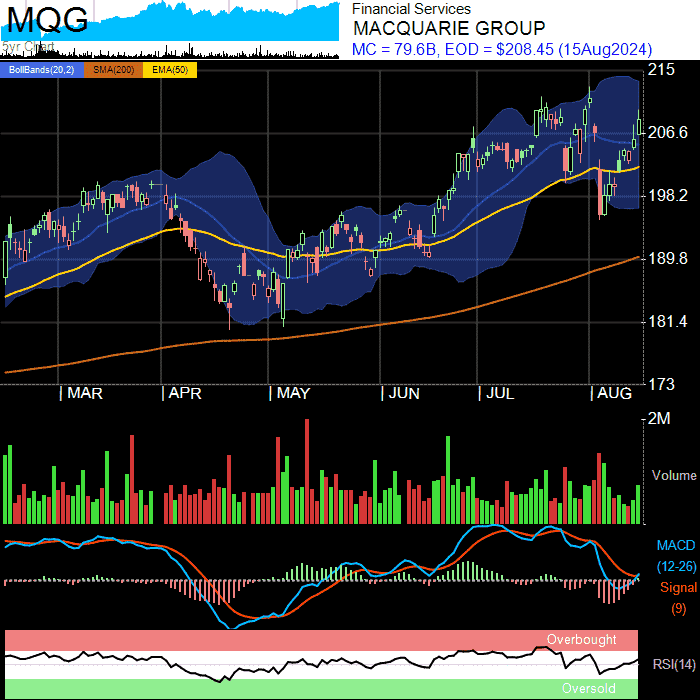 MQG
5yr Chart
Financial Services
MACQUARIE GROUP
MC = 79.6B, EOD = $208.45 (15Aug2024)
BollBands(20,2) SMA(200) EMA(50)
215
206.6
198.2
189.8
181.4
173
MAR APR MAY JUN JUL AUG
2M
Volume
MACD
(12-26)
Signal
(9)
Overbought
RSI(14)
Oversold